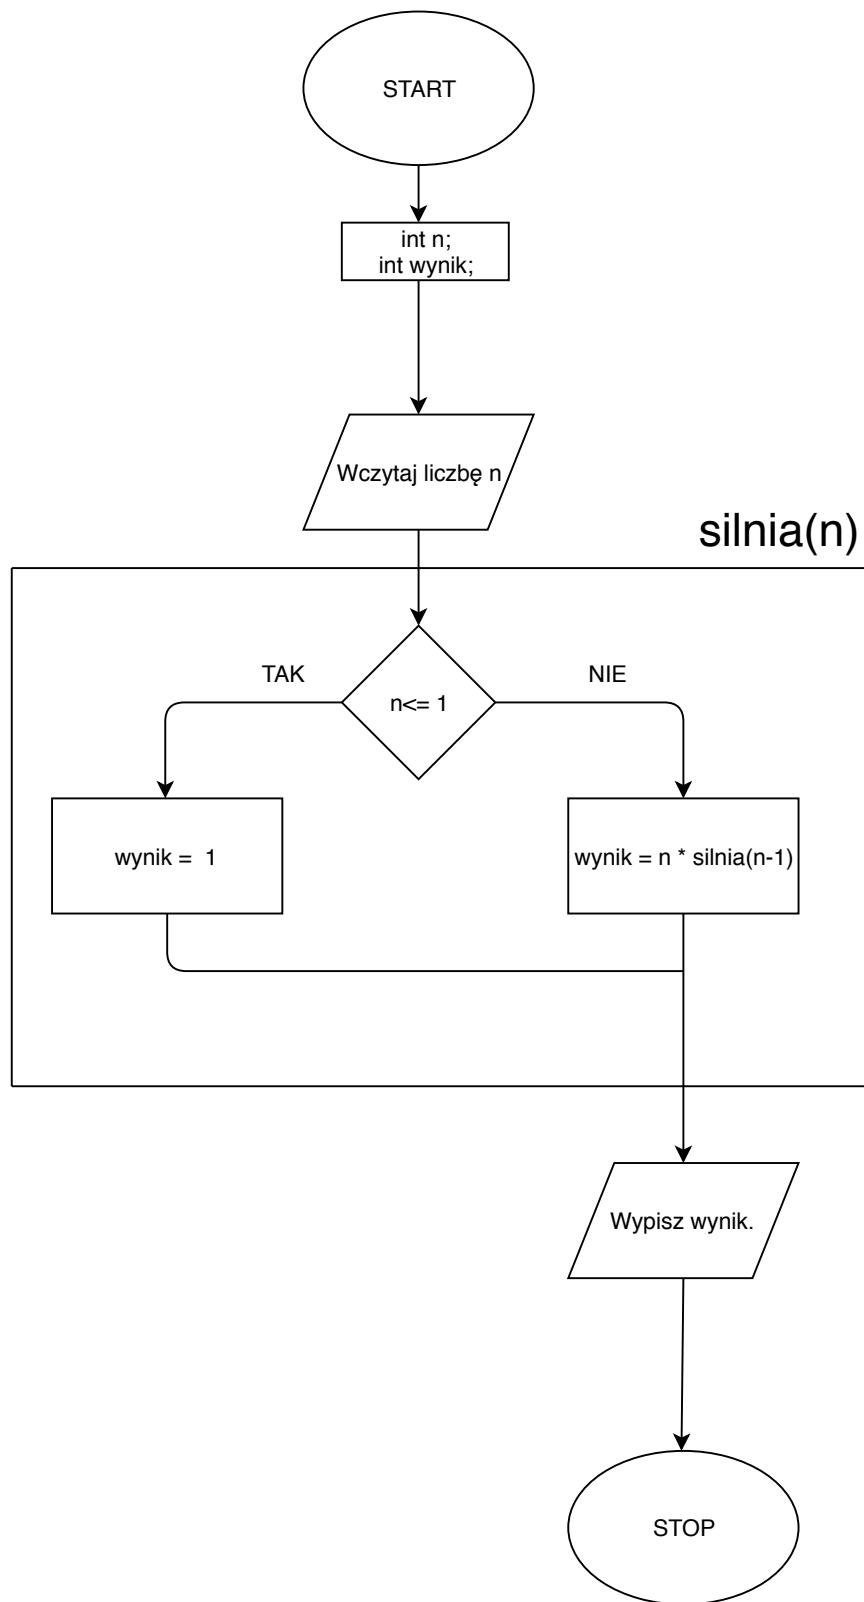 START
int n;
int wynik;
Wczytaj liczbę n
silnia(n)
TAK
NIE
n<= 1
wynik =  1
wynik = n * silnia(n-1)
Wypisz wynik.
STOP